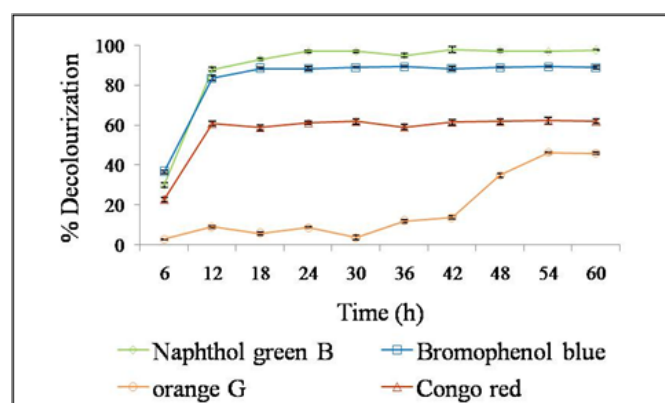 100
80
60
40
20
0
% Decolourization
6 12 18 24 30 36 42 48 54 60
Time (h)
Naphthol green B Bromophenol blue
orange G Congo red